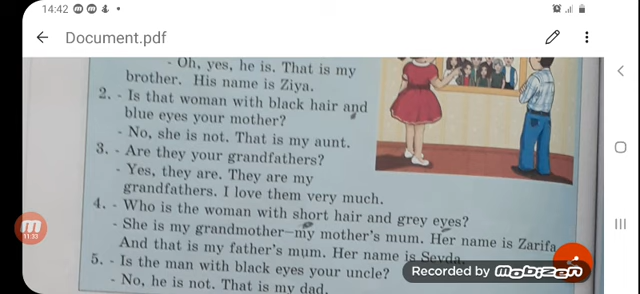 14:42
Document.pdf
- Oh, yes, he is. That is my
brother. His name is Ziya.
2. - Is that woman with black hair and
blue eyes your mother?
- No, she is not. That is my aunt.
3. - Are they your grandfathers?
- Yes, they are. They are my
grandfathers. I love them very much.
4. - Who is the woman with short hair and grey eyes?
- She is my grandmother—my mother's mum. Her name is Zarifa
And that is my father's mum. Her name is Sevda.
5. - Is the man with black eyes your uncle?
- No, he is not. That is my dad.
11:33
Recorded by Mobizen